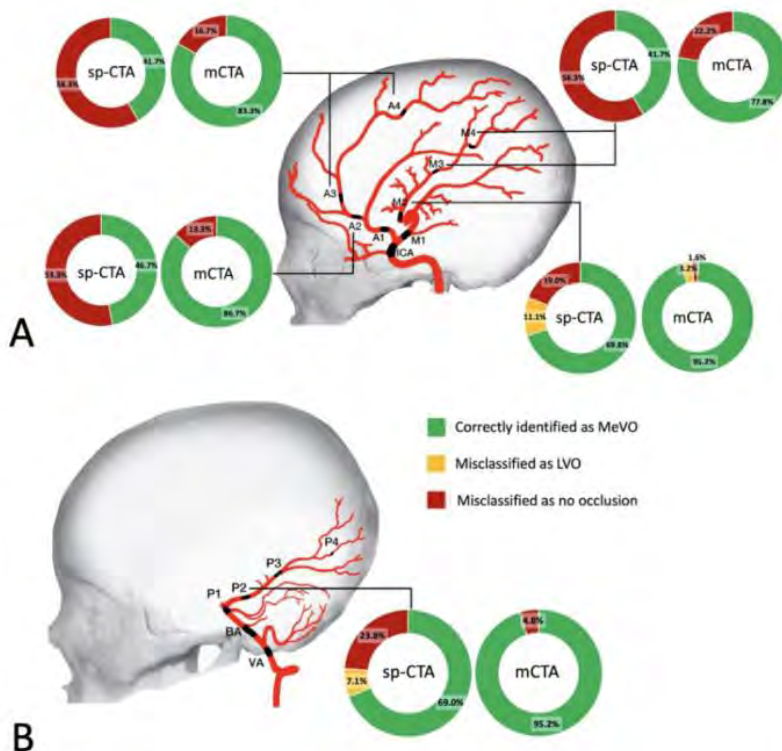 16.7%
sp-CTA
41.7%
mCTA
58.3%
83.3%
22.2%
sp-CTA
41.7%
mCTA
58.3%
77.8%
A4
M4
M3
A3
M2
A2
A1
M1
ICA
13.3%
sp-CTA
46.7%
mCTA
53.3%
86.7%
1.6%
19.0%
3.2%
sp-CTA
mCTA
11.1%
69.8%
95.2%
A
Correctly identified as MeVO
Misclassified as LVO
Misclassified as no occlusion
P4
P3
P2
P1
BA
VA
23.8%
4.8%
sp-CTA
mCTA
7.1%
69.0%
95.2%
B